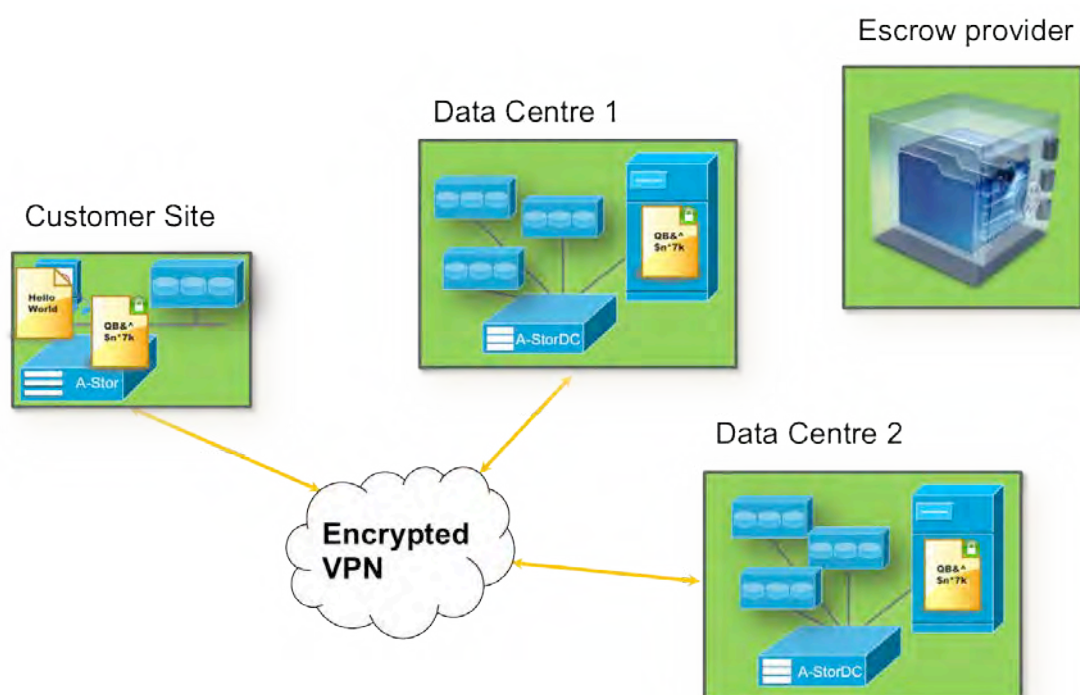 Escrow provider
Data Centre 1
QB&^
$n*7k
A-StorDC
Customer Site
Hello
World
QB&^
$n*7k
A-Stor
Encrypted
VPN
Data Centre 2
QB&^
$n*7k
A-StorDC